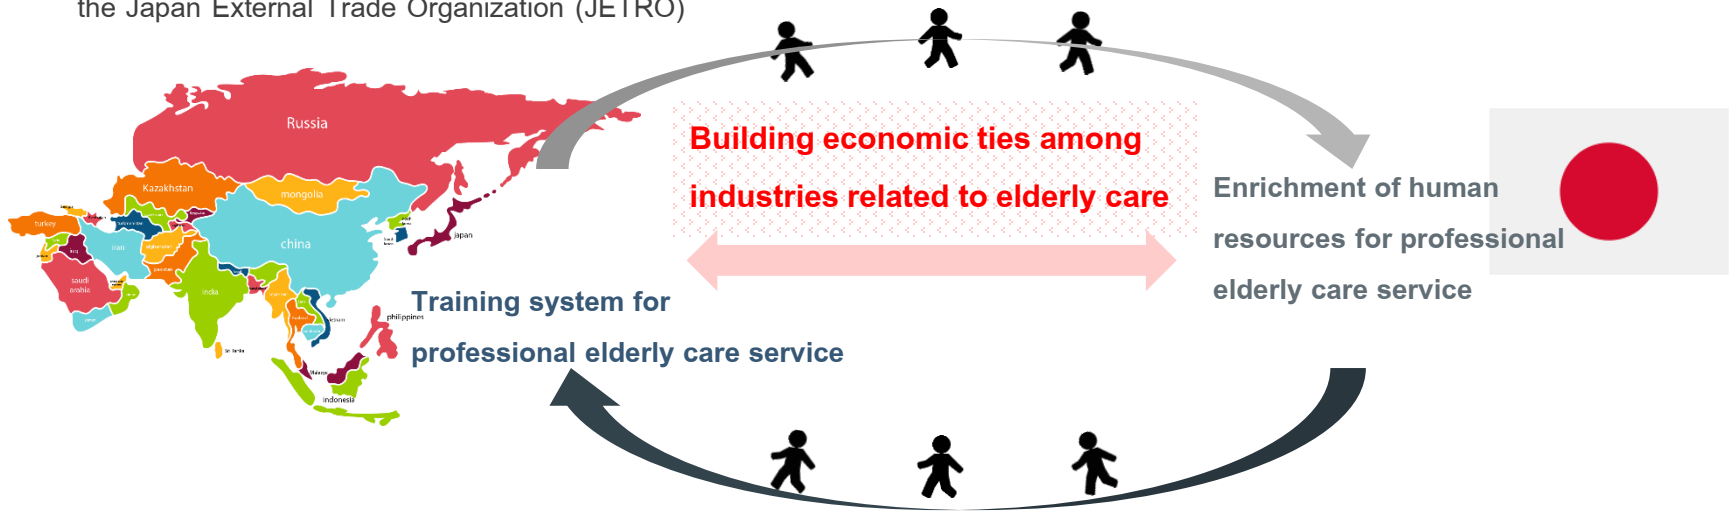 the Japan External Trade Organization (JETRO)
Building economic ties among
industries related to elderly care
Enrichment of human
resources for professional
elderly care service
Training system for
professional elderly care service
Russia
Kazakhstan
mongolia
turkey
iran
china
japan
saudi
arabia
india
philippines
Sri lanka
Malaysia
indonesia